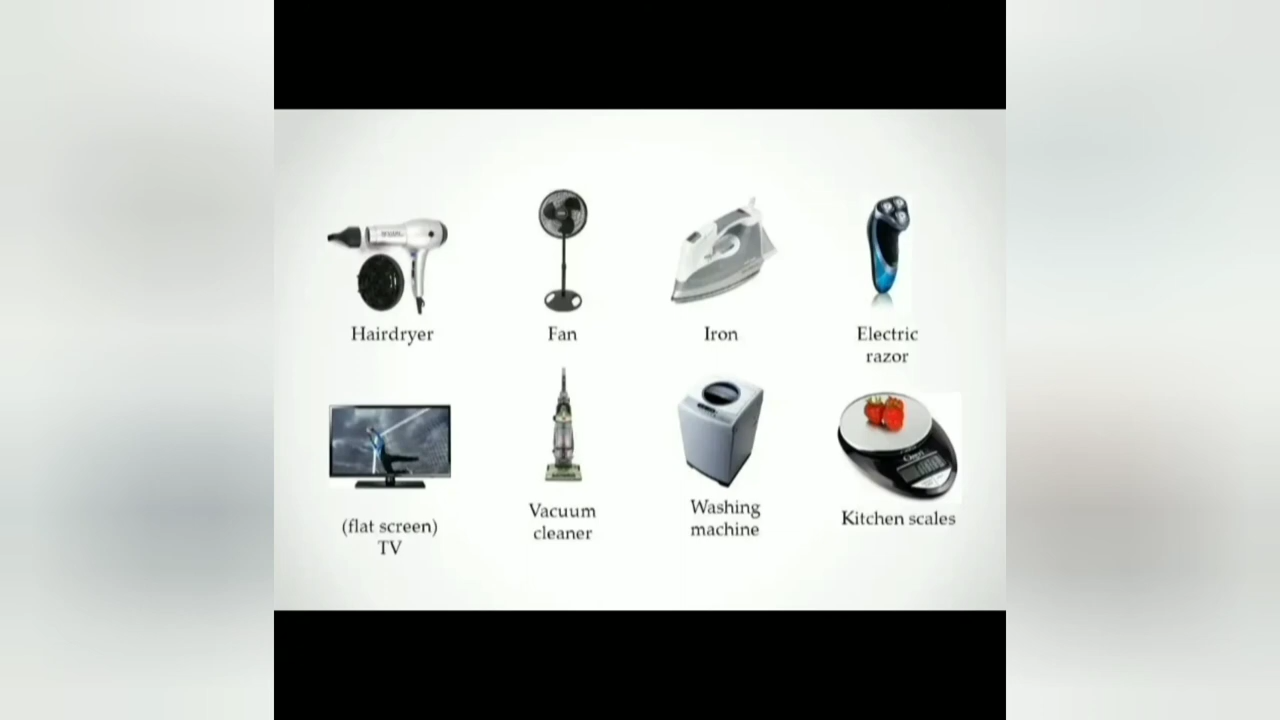 Hairdryer
Fan
Iron
Electric
razor
(flat screen)
TV
Vacuum
cleaner
Washing
machine
Kitchen scales